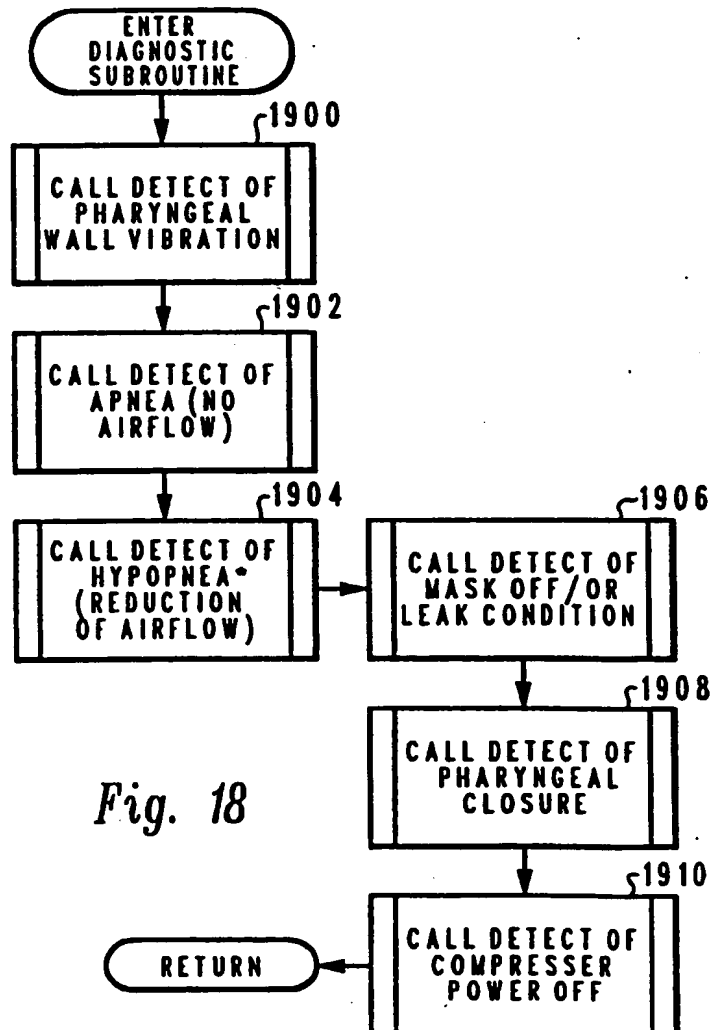 ENTER
DIAGNOSTIC
SUBROUTINE
1900
CALL DETECT OF
PHARYNGEAL
WALL VIBRATION
1902
CALL DETECT OF
APNEA (NO
AIRFLOW)
1904
CALL DETECT OF
HYPOPNEA*
(REDUCTION
OF AIRFLOW)
1906
CALL DETECT OF
MASK OFF/OR
LEAK CONDITION
1908
CALL DETECT OF
PHARYNGEAL
CLOSURE
1910
CALL DETECT OF
COMPRESSER
POWER OFF
RETURN
Fig. 18